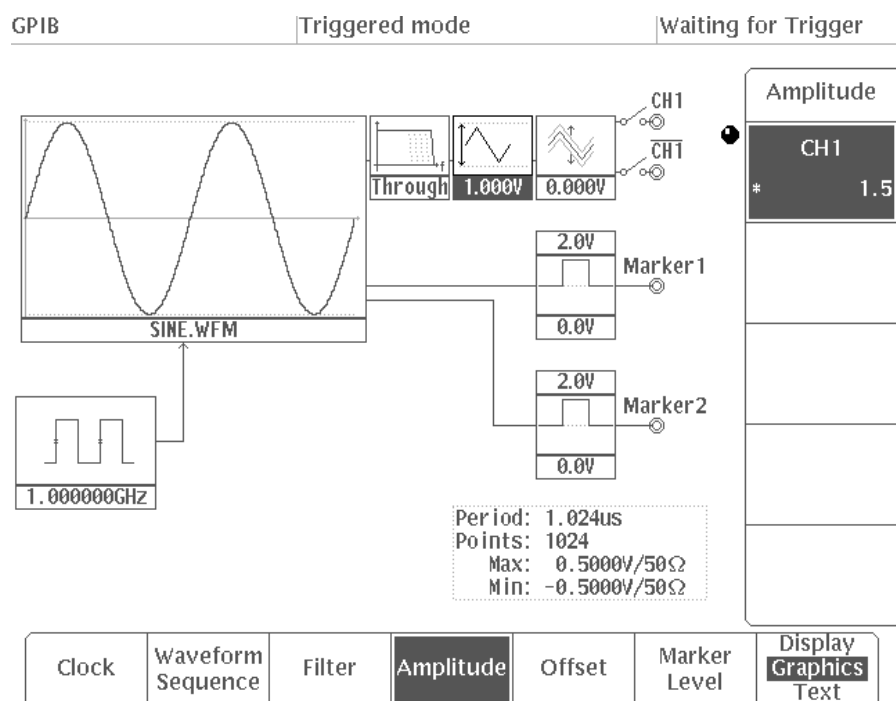 GPIB
Triggered mode
Waiting for Trigger
Amplitude
CH1
* 1.5
CH1
CH1
Through
f
1.000V
0.000V
2.0V
Marker1
0.0V
SINE.WFM
2.0V
Marker2
0.0V
1.000000GHz
Period: 1.024us
Points: 1024
Max: 0.5000V/50Ω
Min: -0.5000V/50Ω
Clock
Waveform
Sequence
Filter
Amplitude
Offset
Marker
Level
Display
Graphics
Text